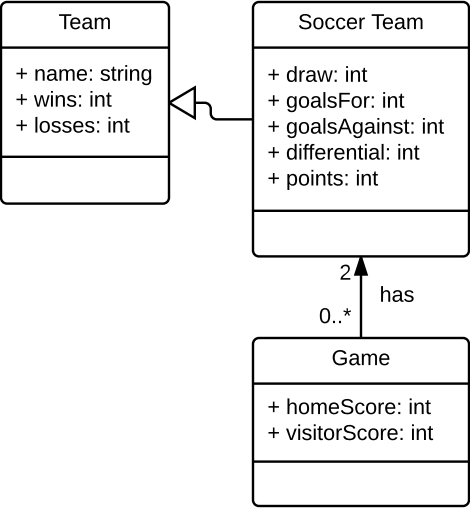 Team
+ name: string
+ wins: int
+ losses: int
Soccer Team
+ draw: int
+ goalsFor: int
+ goalsAgainst: int
+ differential: int
+ points: int
2
has
0..*
Game
+ homeScore: int
+ visitorScore: int